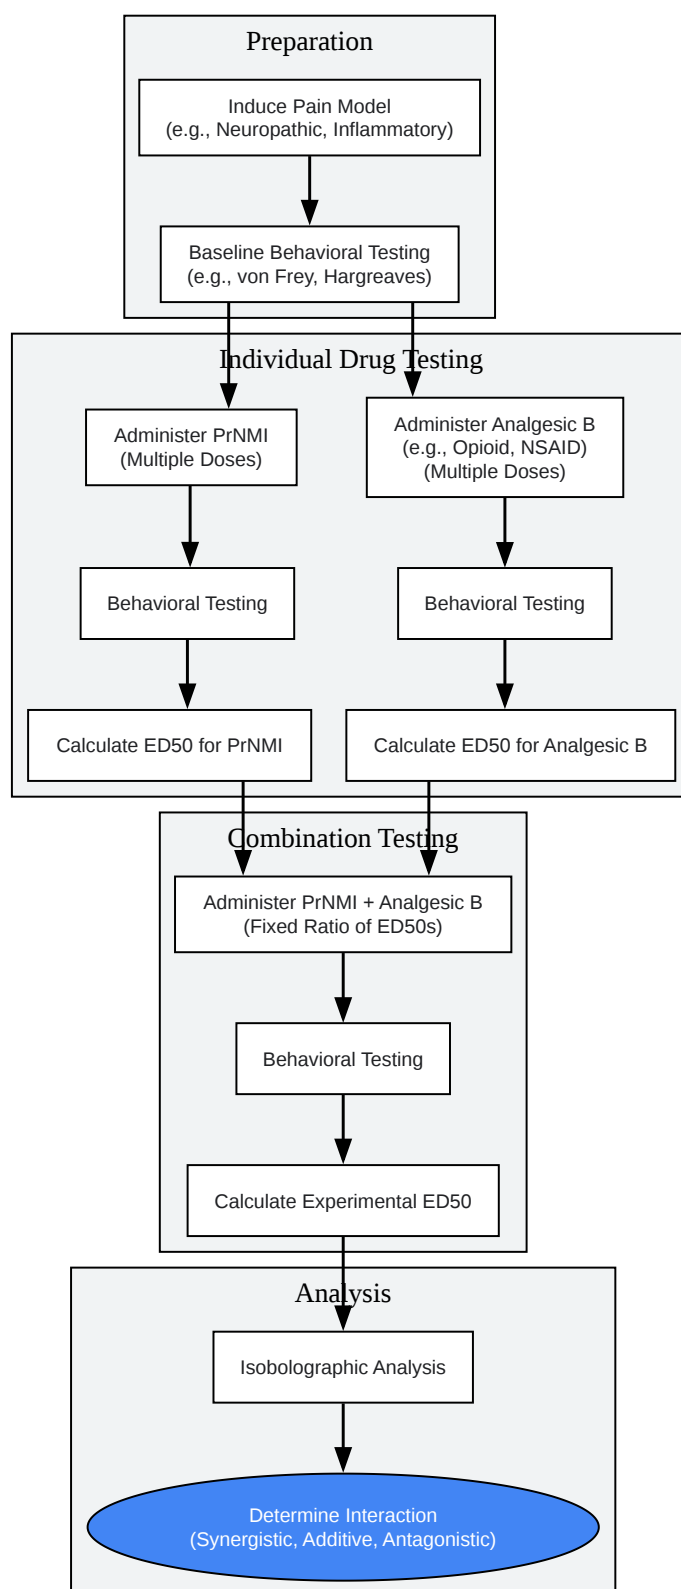 Preparation
Induce Pain Model
(e.g., Neuropathic, Inflammatory)
Baseline Behavioral Testing
(e.g., von Frey, Hargreaves)
Individual Drug Testing
Administer PrNMI
(Multiple Doses)
Administer Analgesic B
(e.g., Opioid, NSAID)
(Multiple Doses)
Behavioral Testing
Behavioral Testing
Calculate ED50 for PrNMI
Calculate ED50 for Analgesic B
Combination Testing
Administer PrNMI + Analgesic B
(Fixed Ratio of ED50s)
Behavioral Testing
Calculate Experimental ED50
Analysis
Isobolographic Analysis
Determine Interaction
(Synergistic, Additive, Antagonistic)